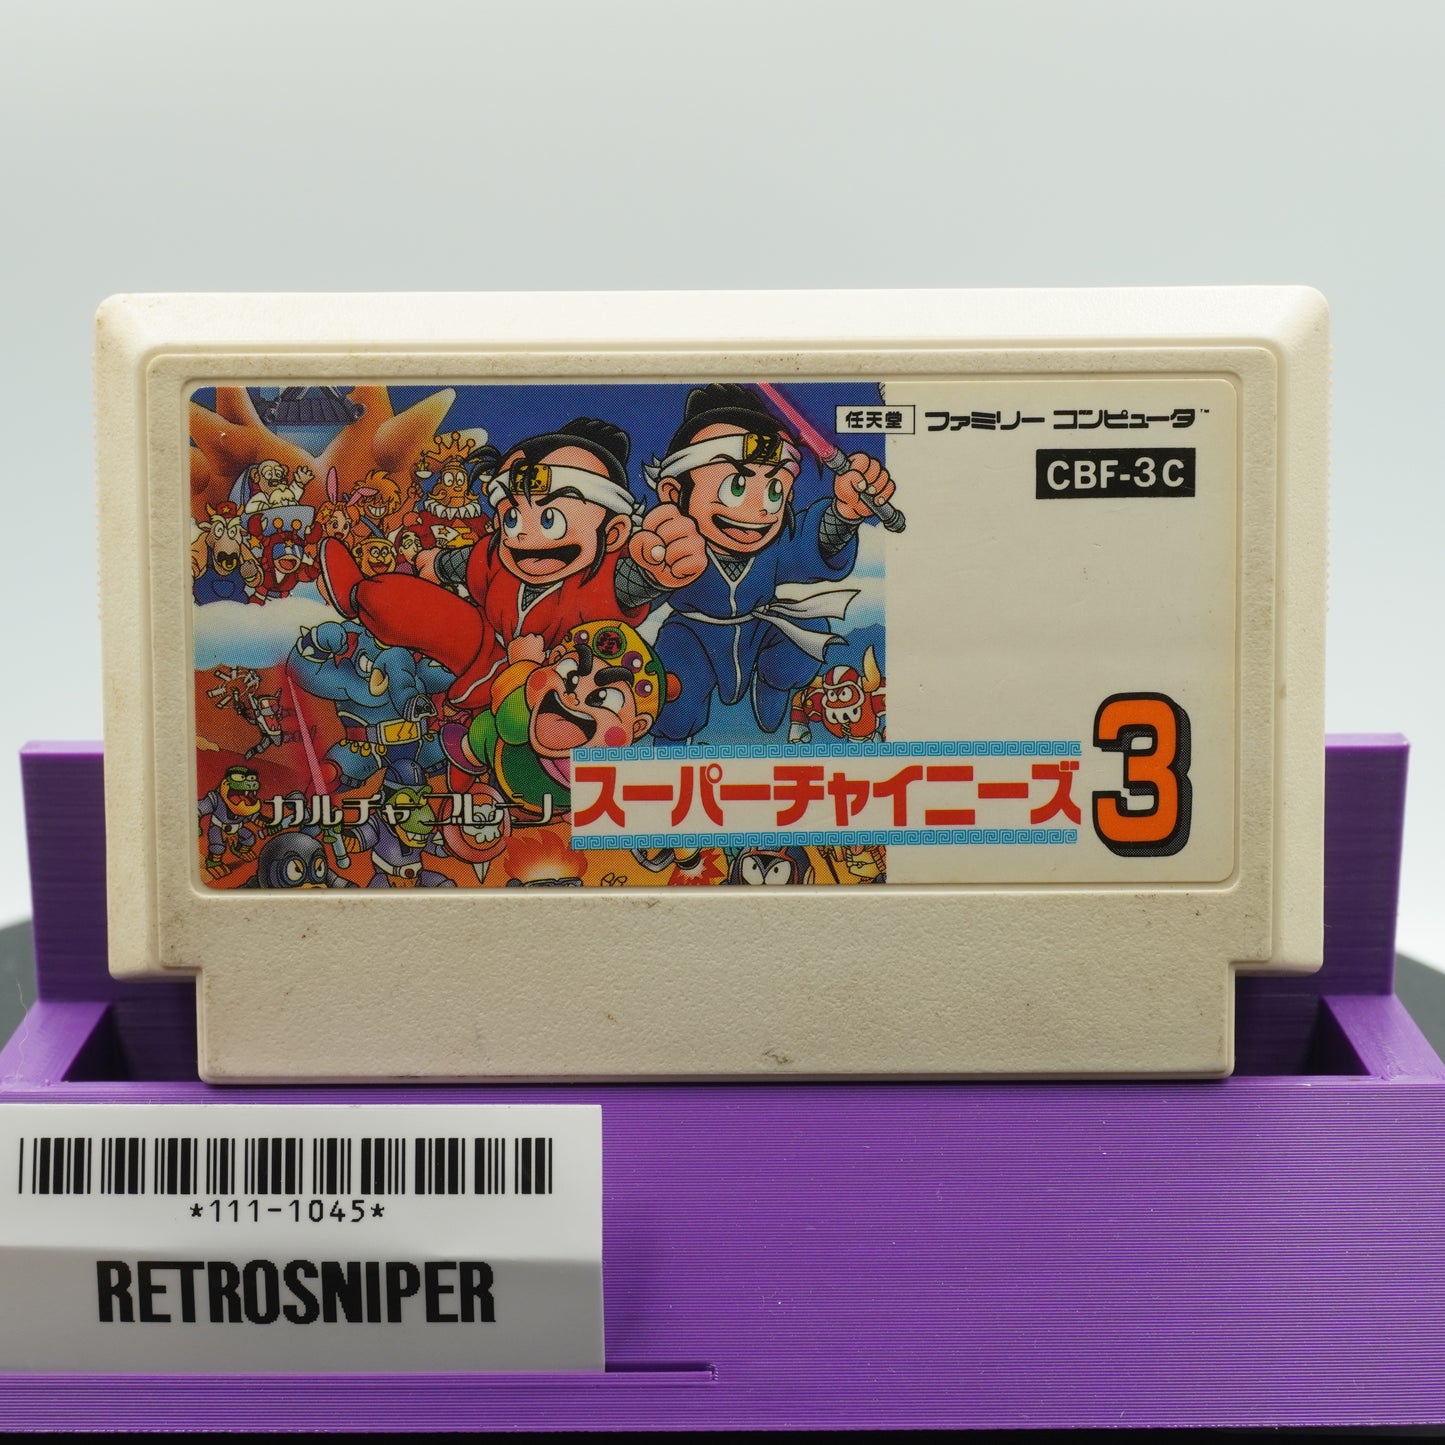 任天堂 ファミリー コンピュータ™
CBF-3C
カルチャーブレーン
スーパーチャイニーズ3
*111-1045*
RETROSNIPER